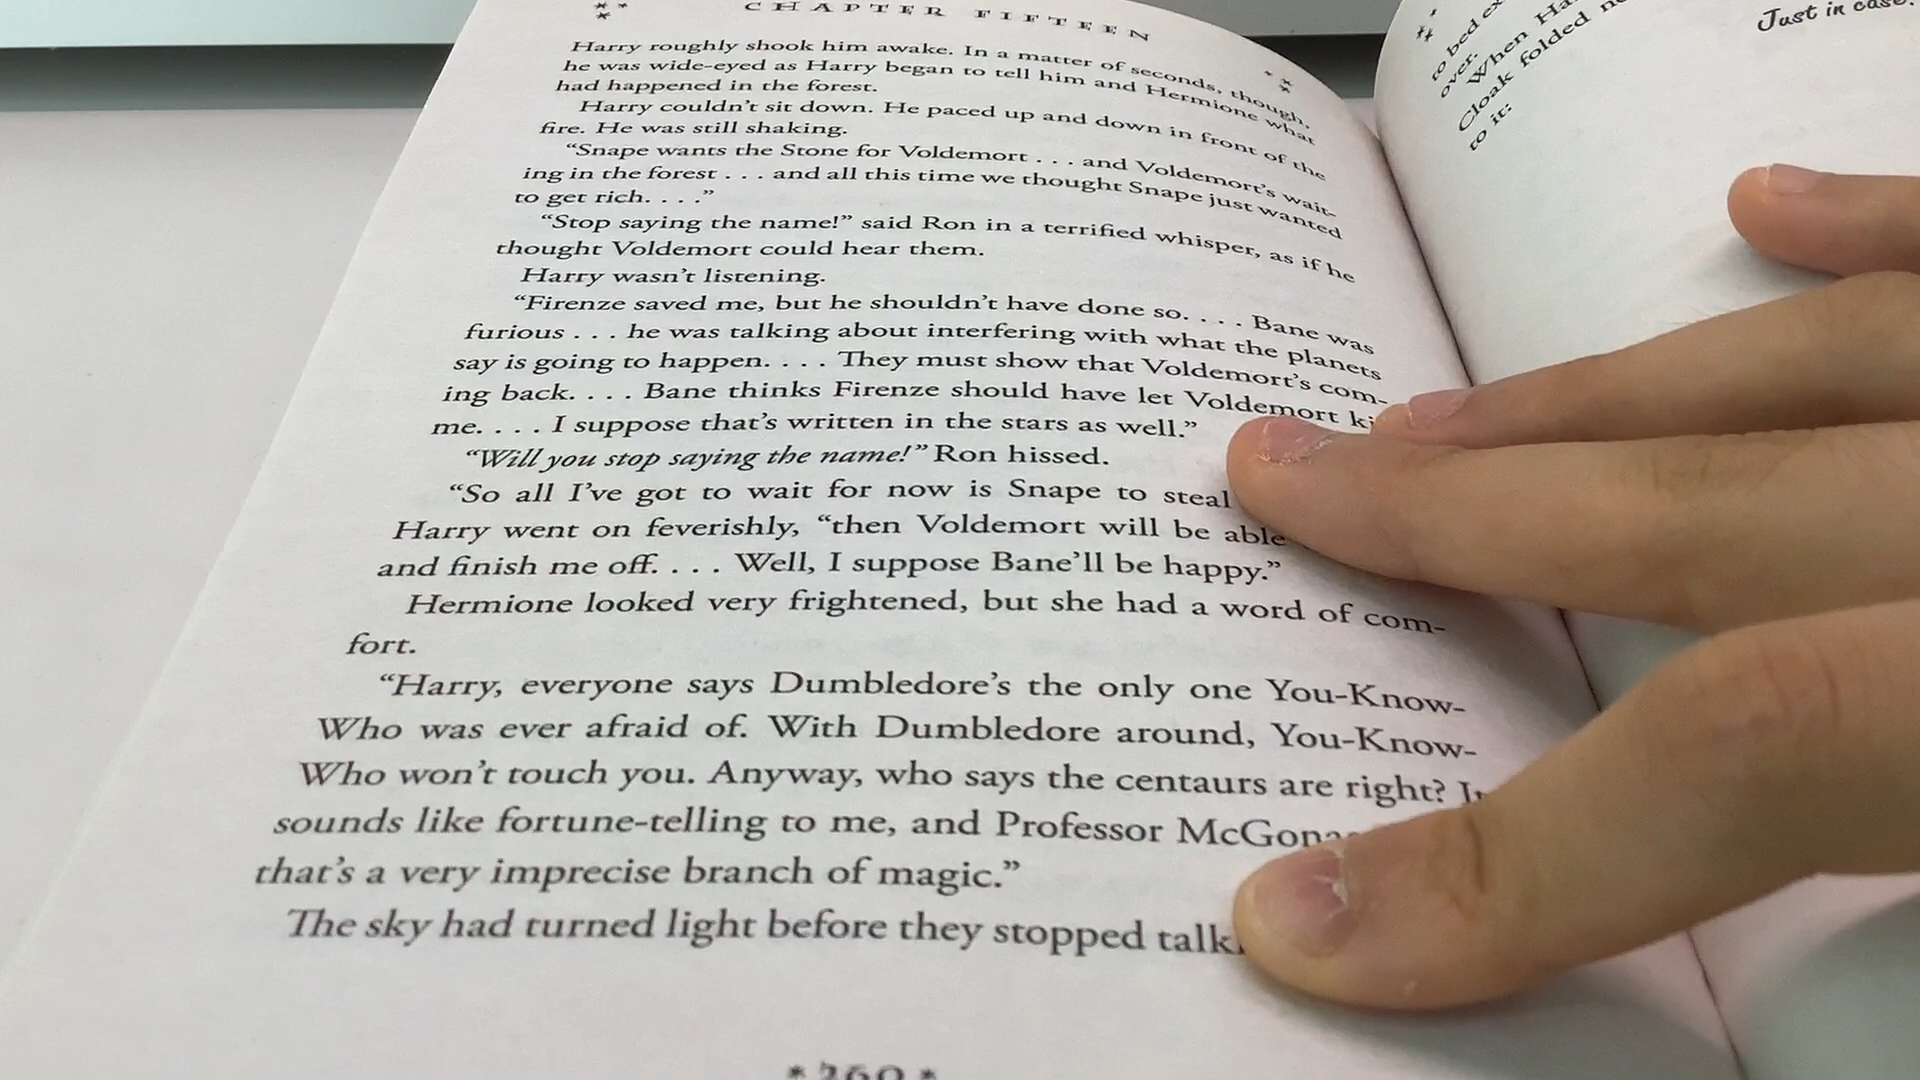 CHAPTER FIFTEEN
Harry roughly shook him awake. In a matter of seconds, though,
he was wide-eyed as Harry began to tell him and Hermione what
had happened in the forest.
Harry couldn't sit down. He paced up and down in front of the
fire. He was still shaking.
“Snape wants the Stone for Voldemort . . . and Voldemort's wait-
ing in the forest . . . and all this time we thought Snape just wanted
to get rich. . . .”
“Stop saying the name!” said Ron in a terrified whisper, as if he
thought Voldemort could hear them.
Harry wasn't listening.
“Firenze saved me, but he shouldn't have done so. . . . Bane was
furious . . . he was talking about interfering with what the planets
say is going to happen. . . . They must show that Voldemort's com-
ing back. . . . Bane thinks Firenze should have let Voldemort
me. . . . I suppose that's written in the stars as well.”
“Will you stop saying the name!” Ron hissed.
“So all I've got to wait for now is Snape to steal
Harry went on feverishly, “then Voldemort will be able
and finish me off. . . . Well, I suppose Bane'll be happy.”
Hermione looked very frightened, but she had a word of com-
fort.
“Harry, everyone says Dumbledore's the only one You-Know-
Who was ever afraid of. With Dumbledore around, You-Know-
Who won't touch you. Anyway, who says the centaurs are right?
sounds like fortune-telling to me, and Professor
that's a very imprecise branch of magic.”
The sky had turned light before they stopped
*260*
to bed
over.
When
Cloak folded
to it:
Just in case.